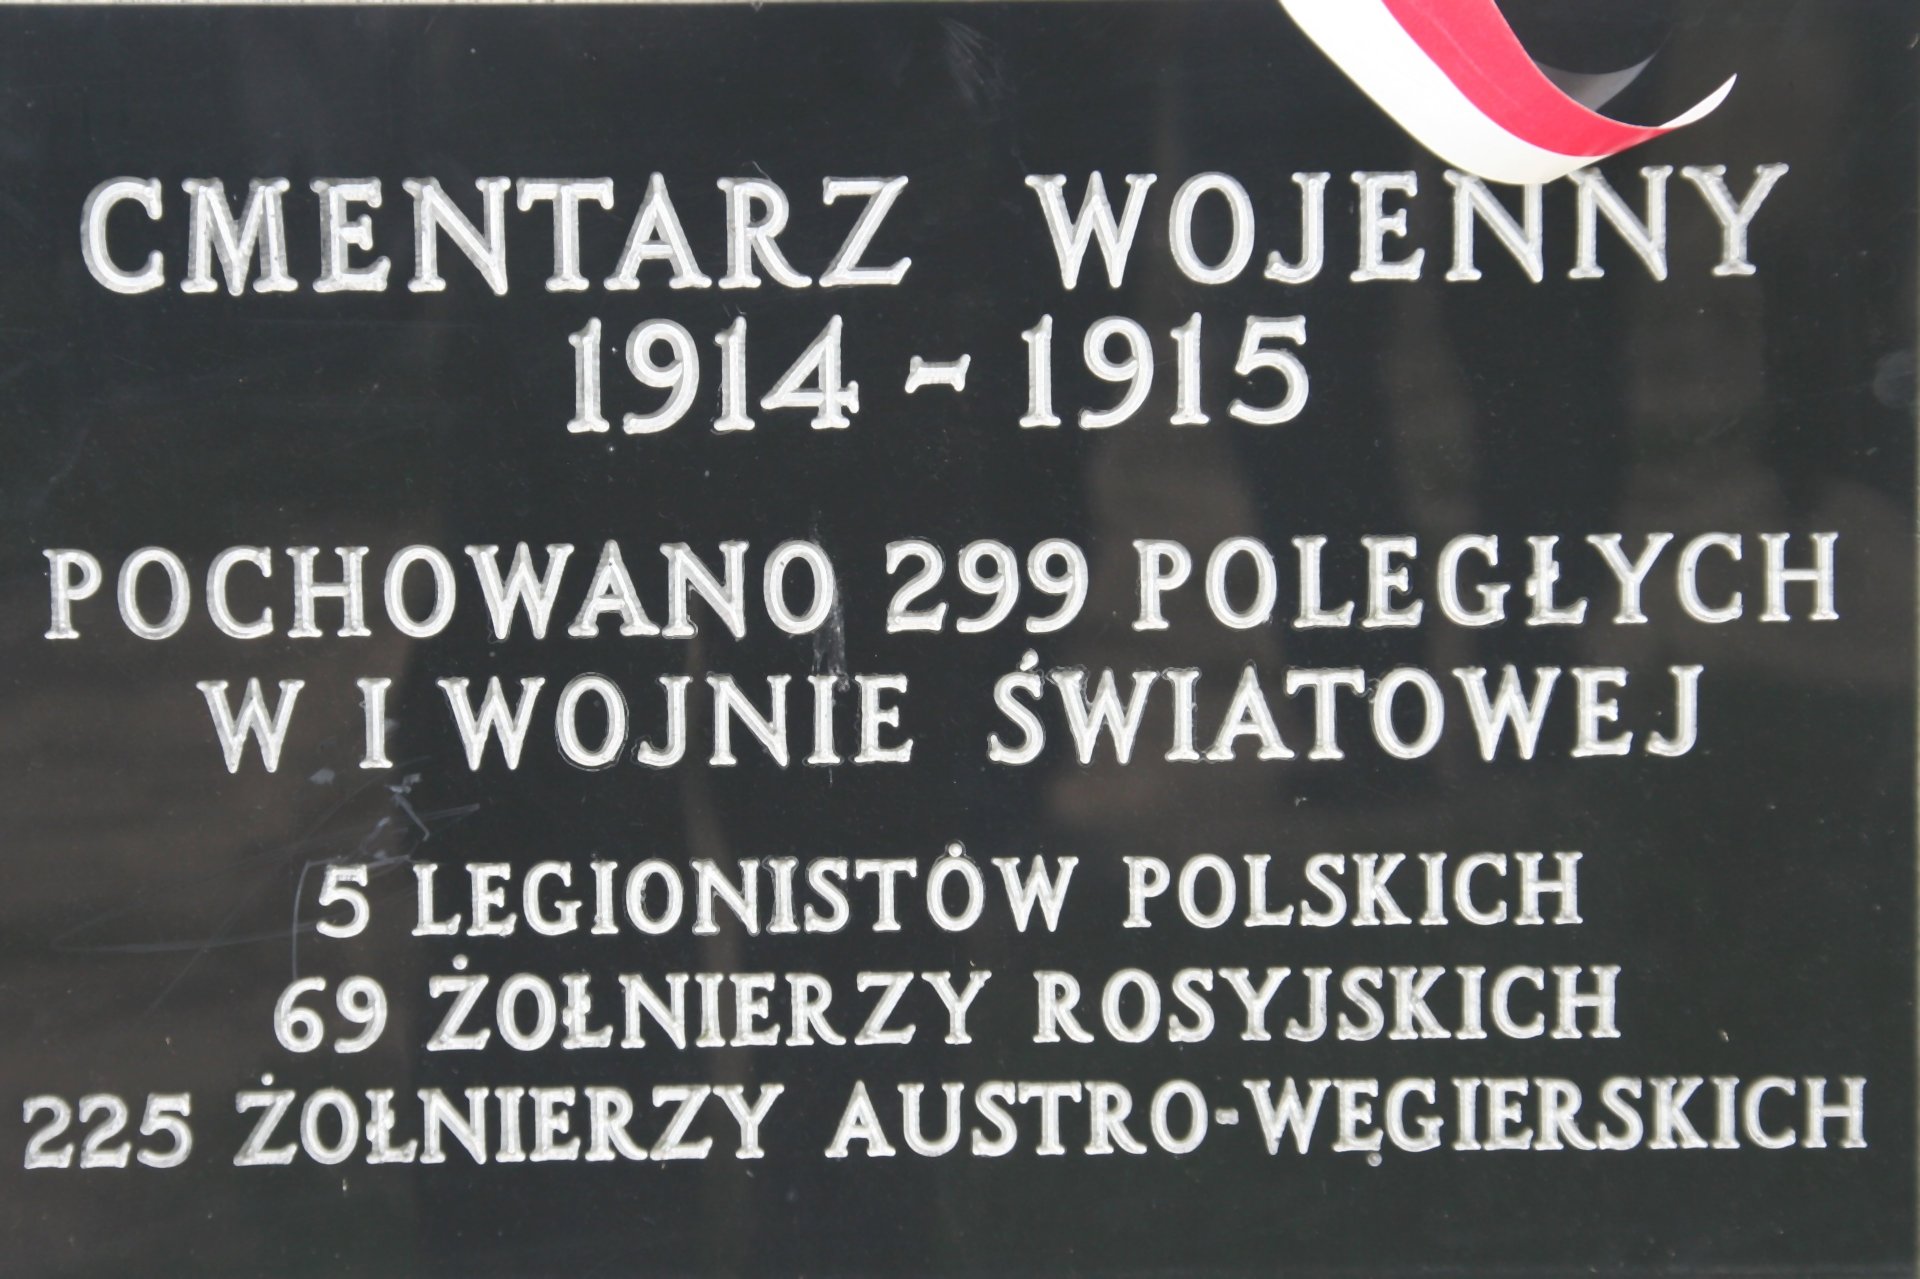 CMENTARZ WOJENNY
1914 - 1915
POCHOWANO 299 POLEGŁYCH
W I WOJNIE ŚWIATOWEJ
5 LEGIONISTÓW POLSKICH
69 ŻOŁNIERZY ROSYJSKICH
225 ŻOŁNIERZY AUSTRO-WĘGIERSKICH